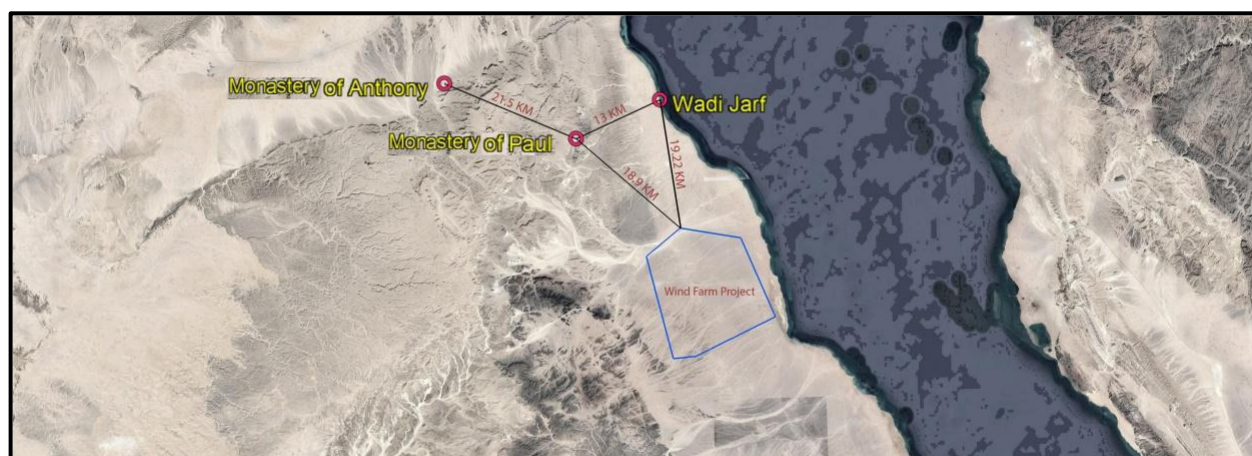 Monastery of Anthony
21.5 KM
13 KM
Wadi Jarf
Monastery of Paul
18.9 KM
19.22 KM
Wind Farm Project